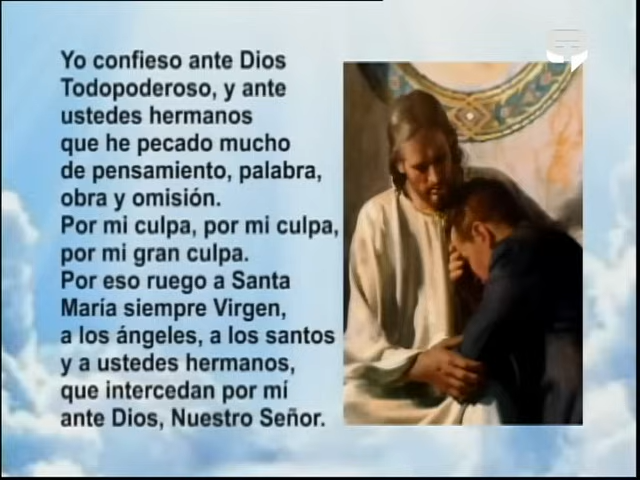 Yo confieso ante Dios
Todopoderoso, y ante
ustedes hermanos
que he pecado mucho
de pensamiento, palabra,
obra y omisión.
Por mi culpa, por mi culpa,
por mi gran culpa.
Por eso ruego a Santa
María siempre Virgen,
a los ángeles, a los santos
y a ustedes hermanos,
que intercedan por mí
ante Dios, Nuestro Señor.